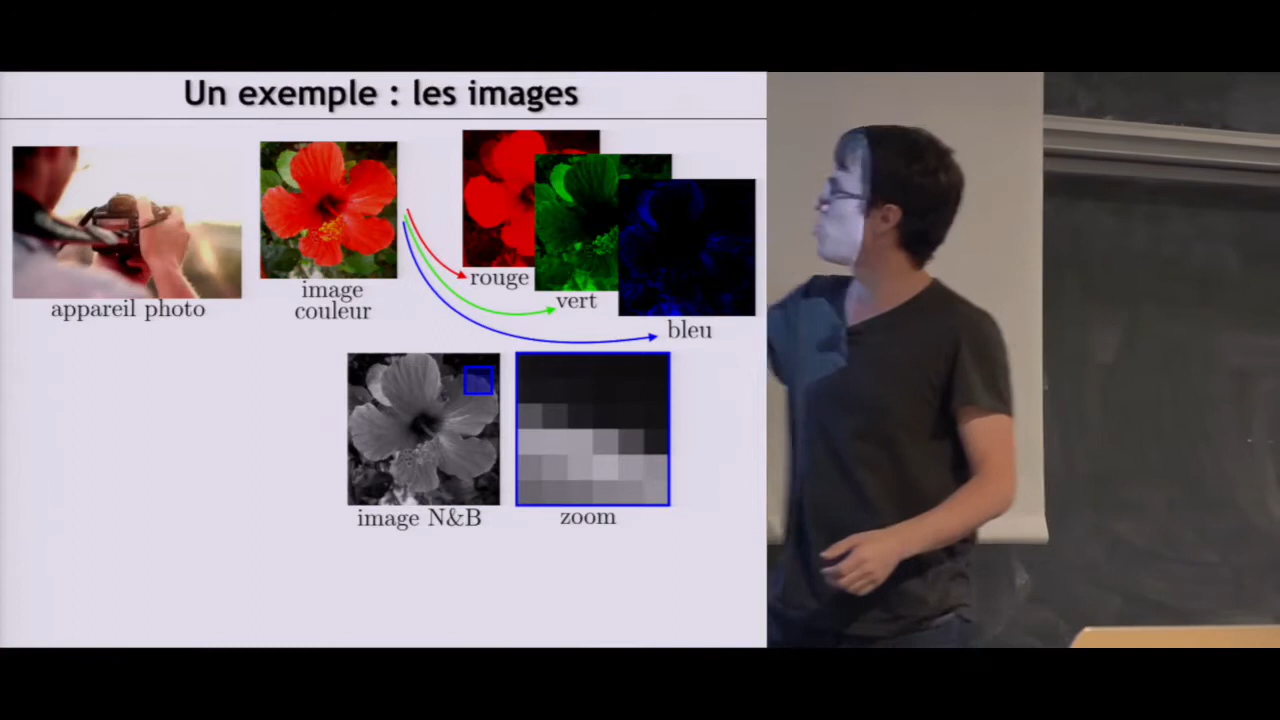 Un exemple : les images
appareil photo
image
couleur
rouge
vert
bleu
image N&B
zoom